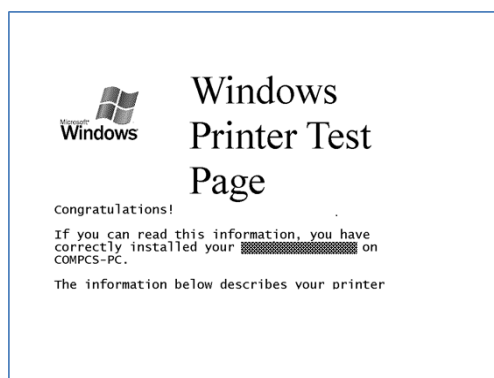 Microsoft®
Windows
Windows
Printer Test
Page
Congratulations!
If you can read this information, you have
correctly installed your on
COMPCS-PC.
The information below describes your printer